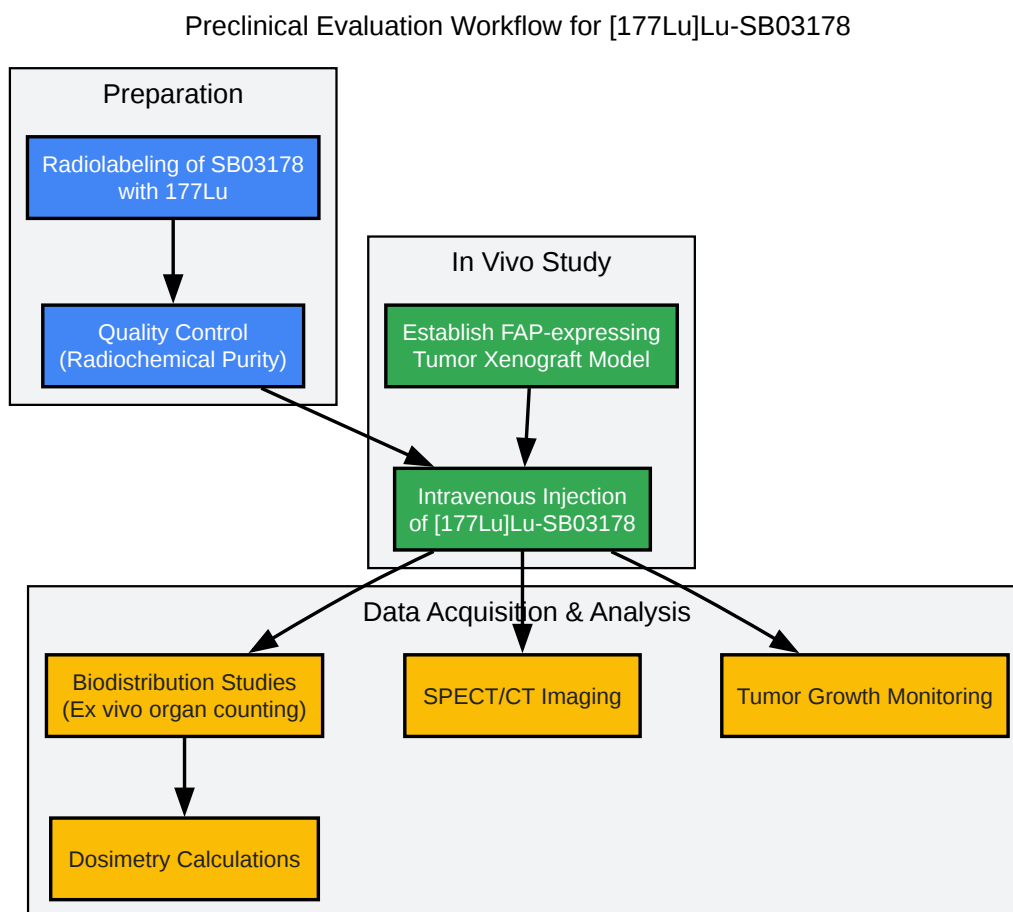 Preclinical Evaluation Workflow for [177Lu]Lu-SB03178
Preparation
Radiolabeling of SB03178
with 177Lu
Quality Control
(Radiochemical Purity)
In Vivo Study
Establish FAP-expressing
Tumor Xenograft Model
Intravenous Injection
of [177Lu]Lu-SB03178
Data Acquisition & Analysis
Biodistribution Studies
(Ex vivo organ counting)
SPECT/CT Imaging
Tumor Growth Monitoring
Dosimetry Calculations